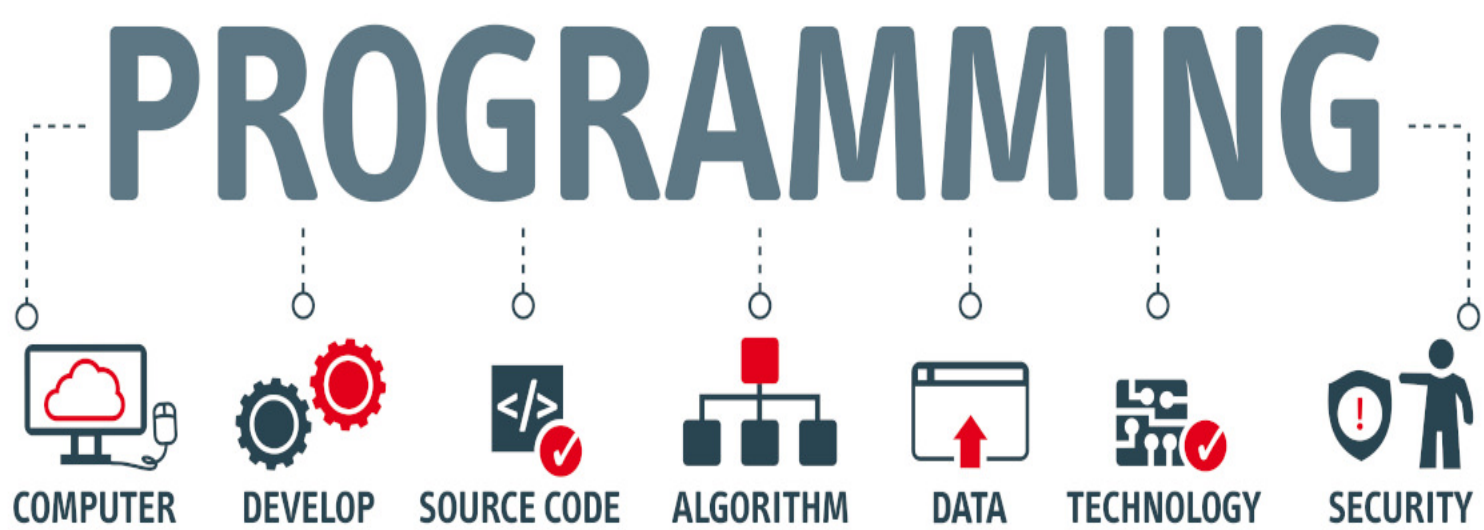 PROGRAMMING
</>
!
COMPUTER DEVELOP SOURCE CODE ALGORITHM DATA TECHNOLOGY SECURITY